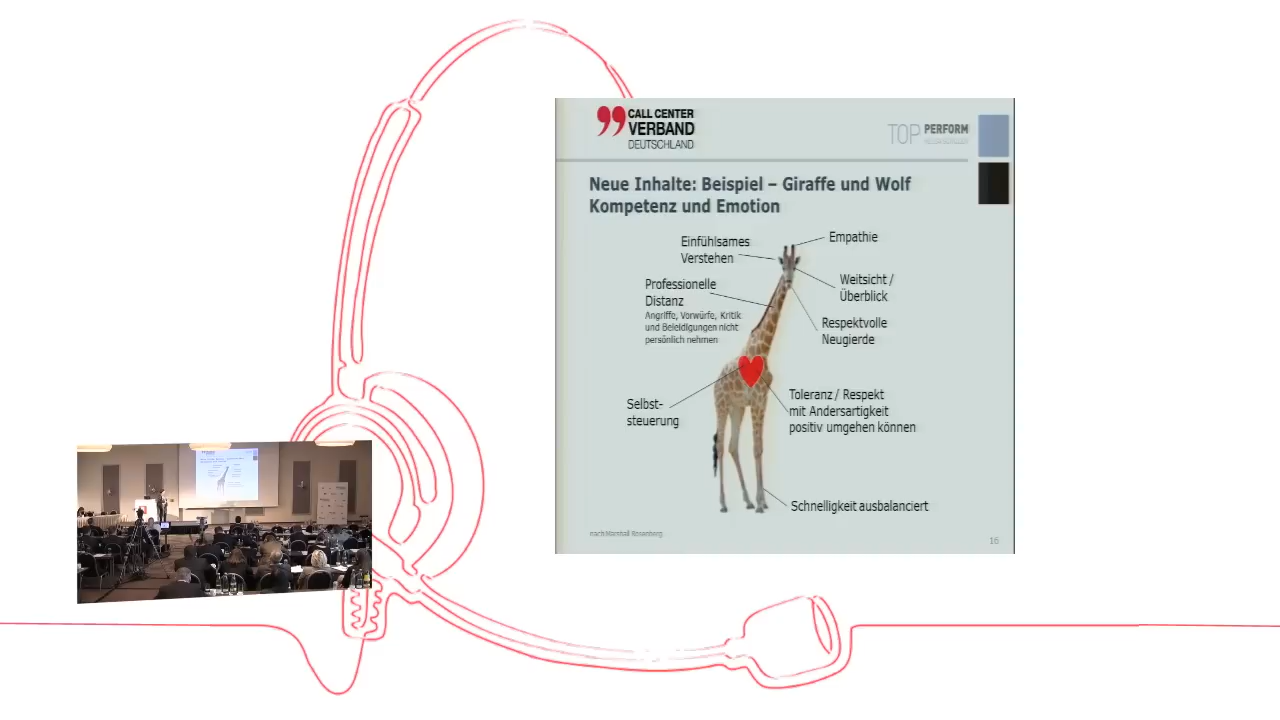 CALL CENTER
VERBAND
DEUTSCHLAND
TOP PERFORM
Neue Inhalte: Beispiel – Giraffe und Wolf
Kompetenz und Emotion
Einfühlsames
Verstehen
Empathie
Professionelle
Distanz
Angriffe, Vorwürfe, Kritik
und Beleidigungen nicht
persönlich nehmen
Weitsicht /
Überblick
Respektvolle
Neugierde
Selbst-
steuerung
Toleranz / Respekt
mit Andersartigkeit
positiv umgehen können
Schnelligkeit ausbalanciert
nach Marshall Rosenberg
16